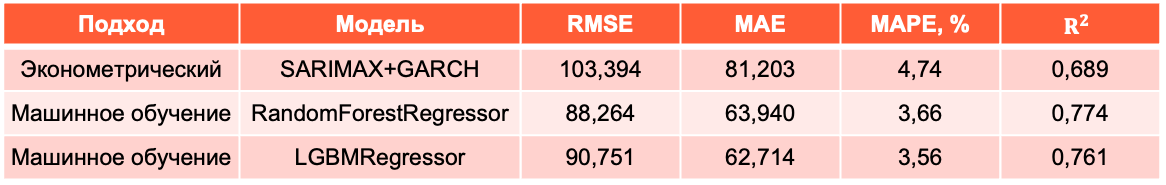 Подход Модель RMSE MAE MAPE, % R²
Эконометрический SARIMAX+GARCH 103,394 81,203 4,74 0,689
Машинное обучение RandomForestRegressor 88,264 63,940 3,66 0,774
Машинное обучение LGBMRegressor 90,751 62,714 3,56 0,761